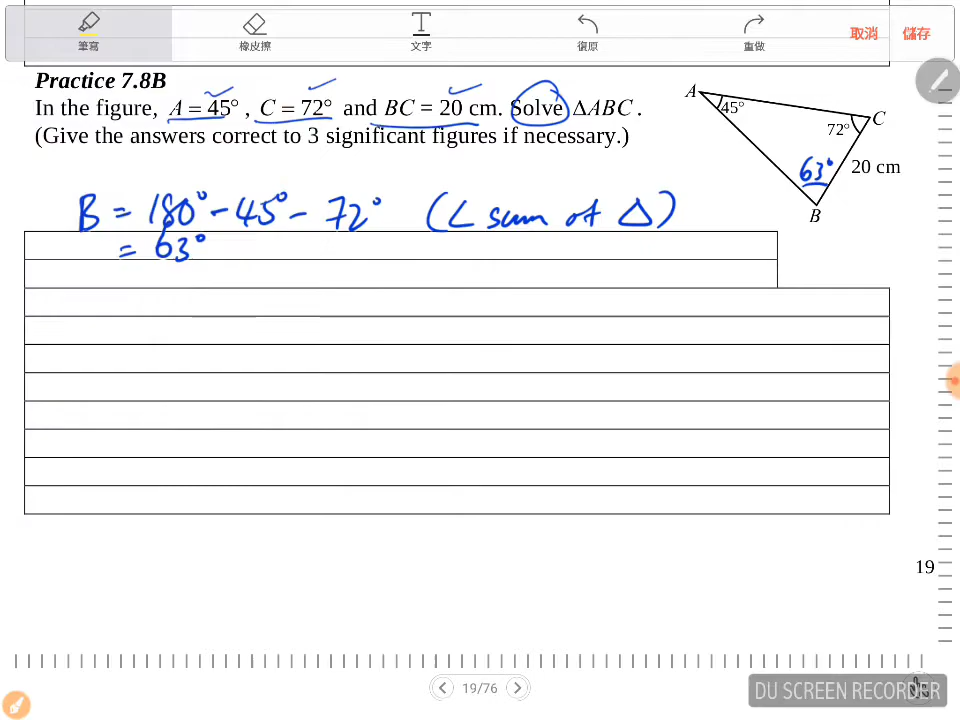 筆寫 橡皮擦 文字 復原 重做 取消 儲存
Practice 7.8B
In the figure, A = 45° , C = 72° and BC = 20 cm. Solve ΔABC .
(Give the answers correct to 3 significant figures if necessary.)
A
45°
72°
C
63°
20 cm
B
B = 180° - 45° - 72° (∠ sum of Δ)
= 63°
19
19/76
DU SCREEN RECORDER